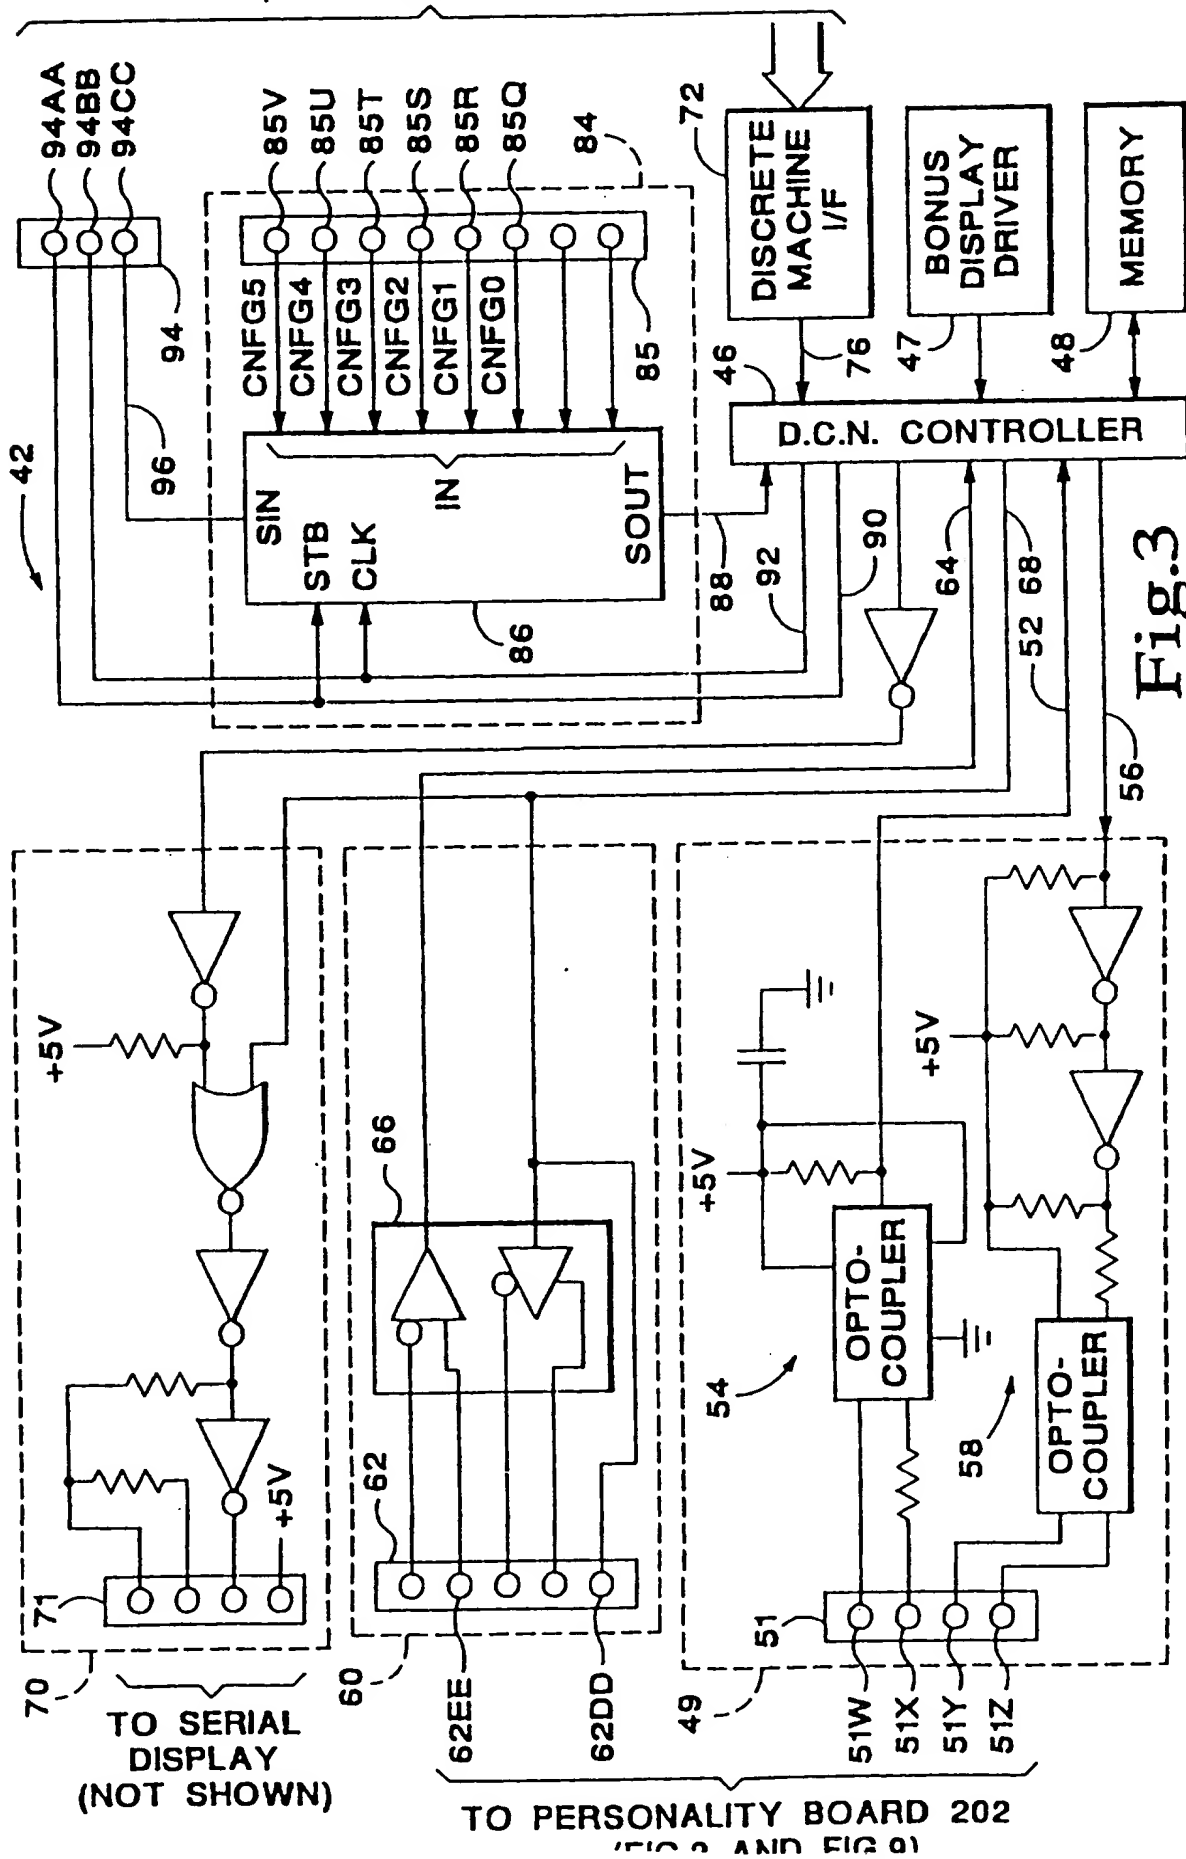 42
94AA
94BB
94CC
94
96
85V
85U
85T
85S
85R
85Q
84
CNFG5
CNFG4
CNFG3
CNFG2
CNFG1
CNFG0
85
SIN
STB
CLK
IN
SOUT
86
88
72
DISCRETE
MACHINE
I/F
76
BONUS
DISPLAY
DRIVER
47
MEMORY
48
46
D.C.N. CONTROLLER
92
90
64
68
52
56
Fig.3
+5V
71
+5V
70
TO SERIAL
DISPLAY
(NOT SHOWN)
66
62
60
62EE
62DD
+5V
+5V
OPTO-
COUPLER
54
OPTO-
COUPLER
58
51
49
51W
51X
51Y
51Z
TO PERSONALITY BOARD 202
AND FIG.9)